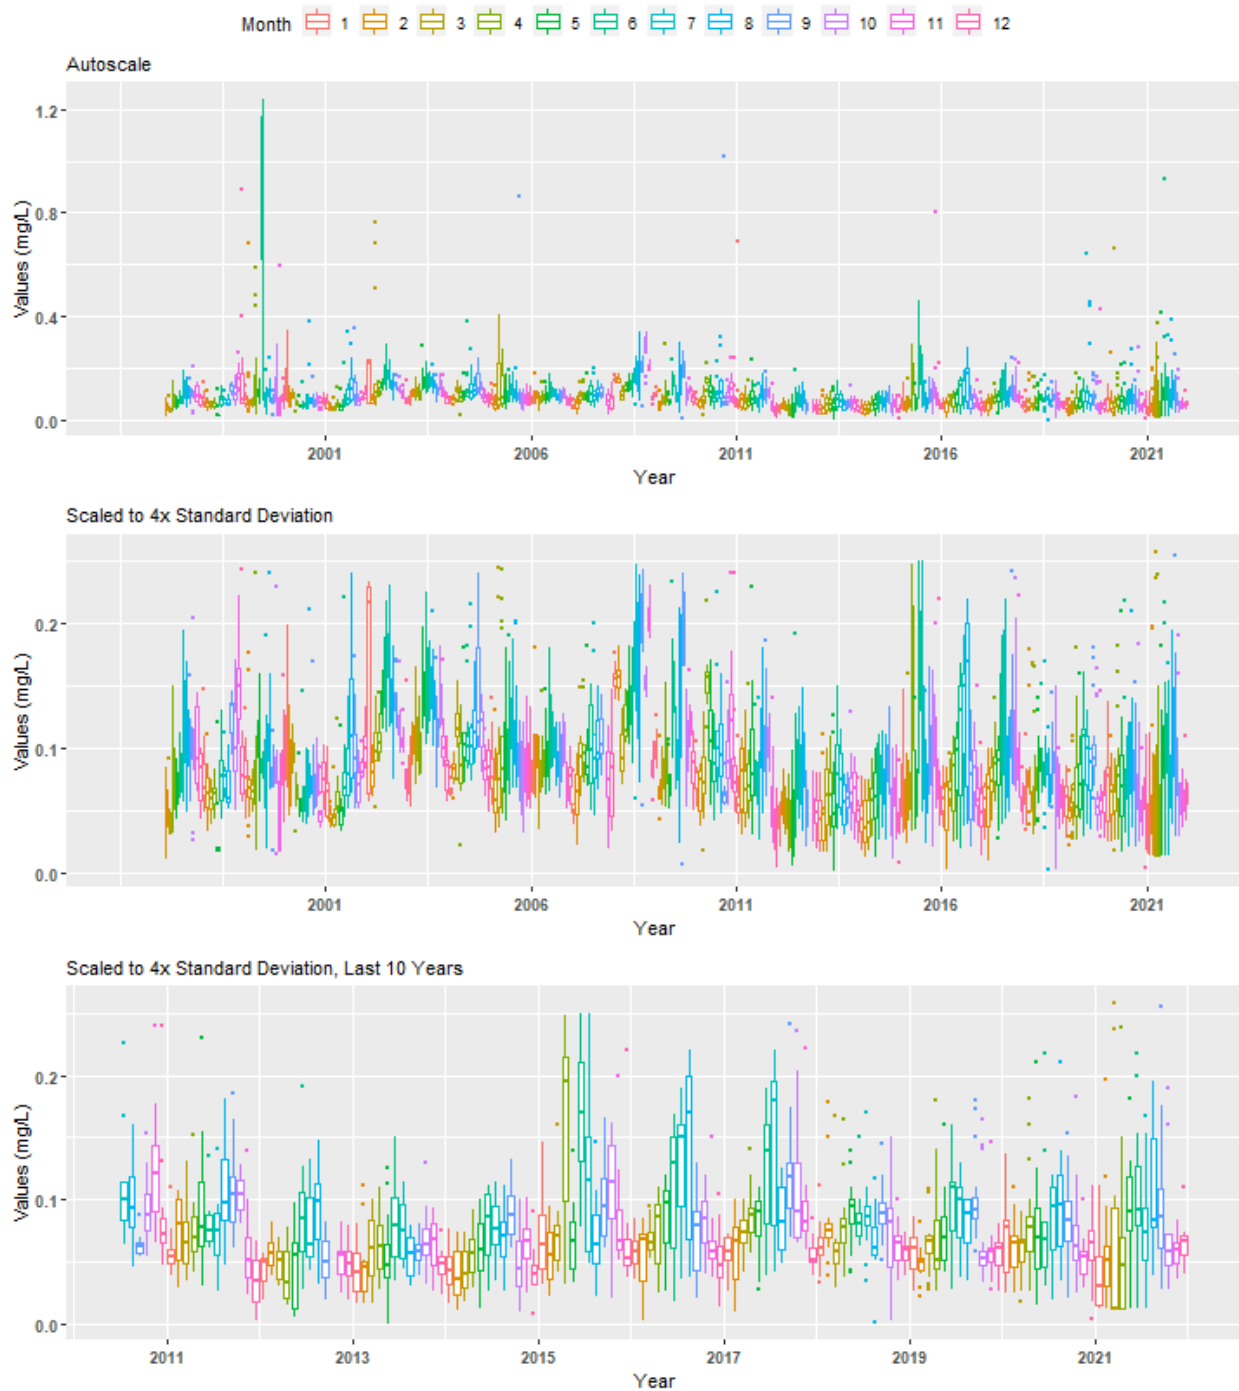 Month 1 2 3 4 5 6 7 8 9 10 11 12
Autoscale
Values (mg/L)
1.2
0.8
0.4
0.0
2001 2006 2011 2016 2021
Year
Scaled to 4x Standard Deviation
Values (mg/L)
0.2
0.1
0.0
2001 2006 2011 2016 2021
Year
Scaled to 4x Standard Deviation, Last 10 Years
Values (mg/L)
0.2
0.1
0.0
2011 2013 2015 2017 2019 2021
Year